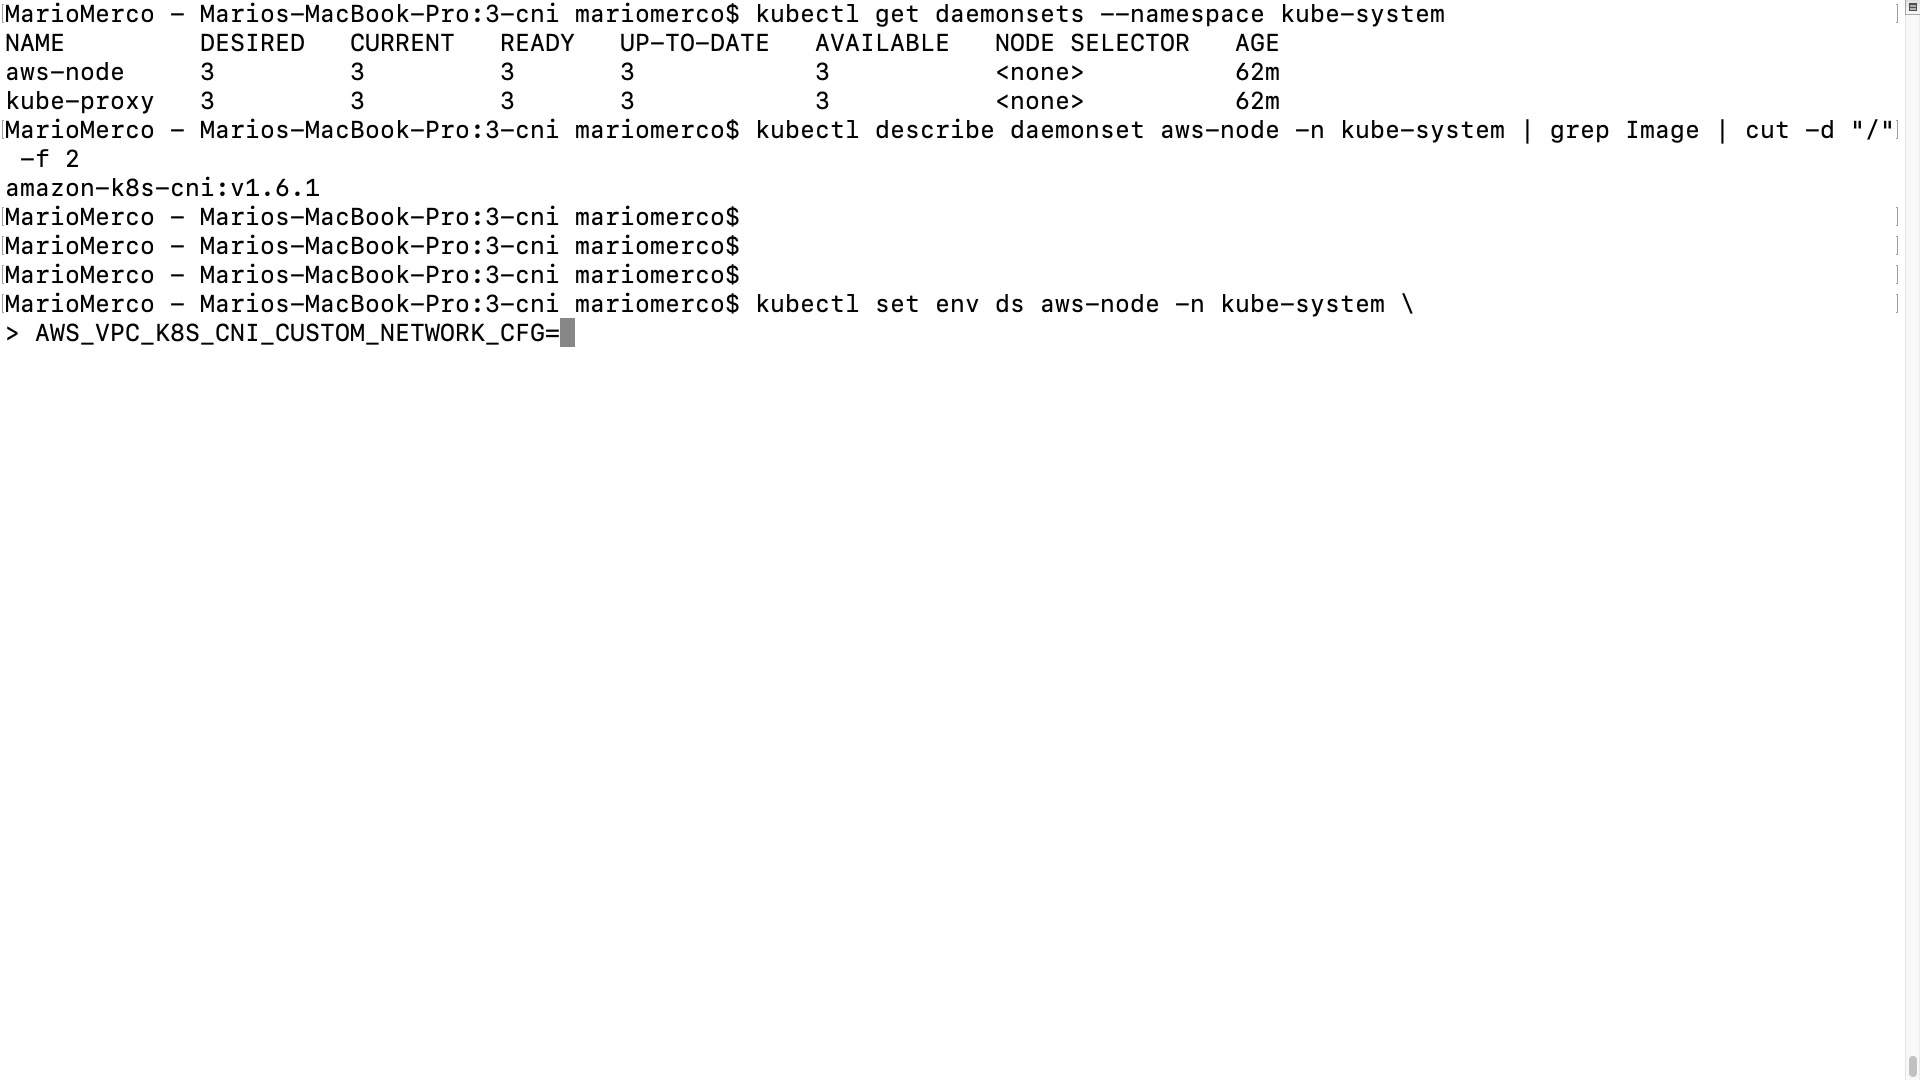 MarioMerco - Marios-MacBook-Pro:3-cni mariomerco$ kubectl get daemonsets --namespace kube-system
NAME DESIRED CURRENT READY UP-TO-DATE AVAILABLE NODE SELECTOR AGE
aws-node 3 3 3 3 3 <none> 62m
kube-proxy 3 3 3 3 3 <none> 62m
MarioMerco - Marios-MacBook-Pro:3-cni mariomerco$ kubectl describe daemonset aws-node -n kube-system | grep Image | cut -d "/"
-f 2
amazon-k8s-cni:v1.6.1
MarioMerco - Marios-MacBook-Pro:3-cni mariomerco$
MarioMerco - Marios-MacBook-Pro:3-cni mariomerco$
MarioMerco - Marios-MacBook-Pro:3-cni mariomerco$
MarioMerco - Marios-MacBook-Pro:3-cni mariomerco$ kubectl set env ds aws-node -n kube-system \
> AWS_VPC_K8S_CNI_CUSTOM_NETWORK_CFG=